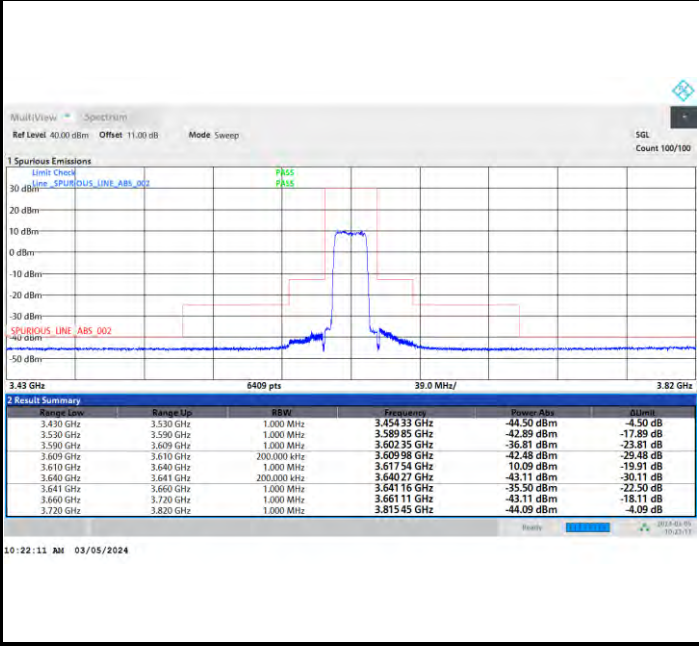 MultiView Spectrum
Ref Level 40.00 dBm Offset 11.00 dB Mode Sweep SGL
Count 100/100
1 Spurious Emissions
Limit Check PASS
Line _SPURIOUS_LINE_ABS_002 PASS
30 dBm
20 dBm
10 dBm
0 dBm
-10 dBm
-20 dBm
-30 dBm
SPURIOUS_LINE_ABS_002
-40 dBm
-50 dBm
3.43 GHz 6409 pts 39.0 MHz/ 3.82 GHz
2 Result Summary
Range Low Range Up RBW Frequency Power Abs ΔLimit
3.430 GHz 3.530 GHz 1.000 MHz 3.454 33 GHz -44.50 dBm -4.50 dB
3.530 GHz 3.590 GHz 1.000 MHz 3.589 85 GHz -42.89 dBm -17.89 dB
3.590 GHz 3.609 GHz 1.000 MHz 3.602 35 GHz -36.81 dBm -23.81 dB
3.609 GHz 3.610 GHz 200.000 kHz 3.609 98 GHz -42.48 dBm -29.48 dB
3.610 GHz 3.640 GHz 1.000 MHz 3.617 54 GHz 10.09 dBm -19.91 dB
3.640 GHz 3.641 GHz 200.000 kHz 3.640 27 GHz -43.11 dBm -30.11 dB
3.641 GHz 3.660 GHz 1.000 MHz 3.641 16 GHz -35.50 dBm -22.50 dB
3.660 GHz 3.720 GHz 1.000 MHz 3.661 11 GHz -43.11 dBm -18.11 dB
3.720 GHz 3.820 GHz 1.000 MHz 3.815 45 GHz -44.09 dBm -4.09 dB
Ready
10:22:11 AM 03/05/2024